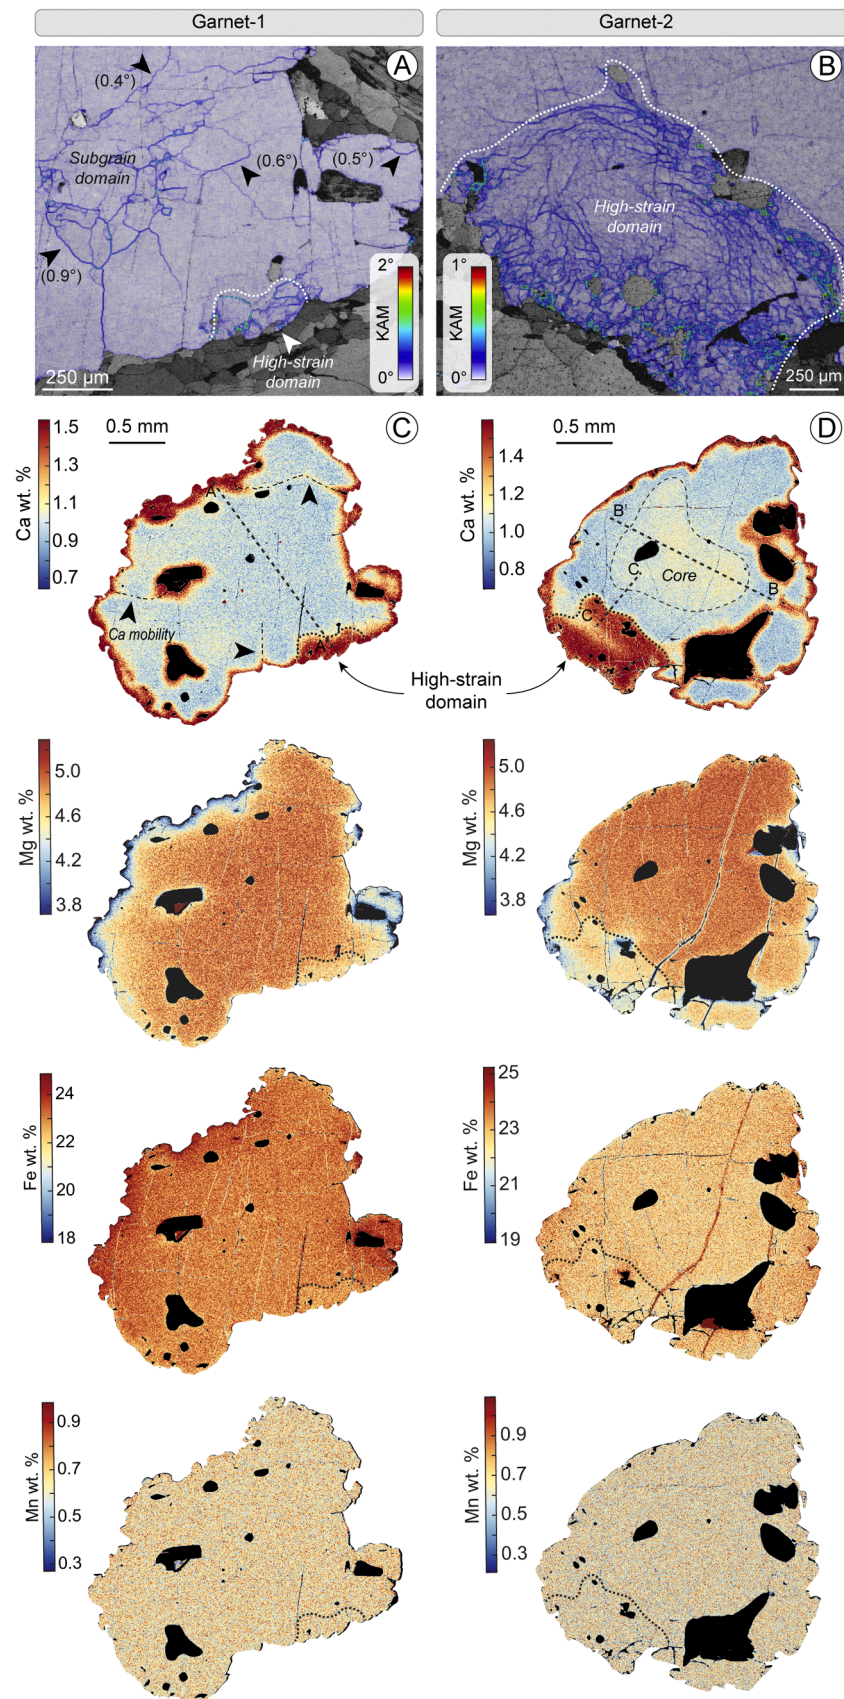 Garnet-1
Garnet-2
A
(0.4°)
Subgrain
domain
(0.6°)
(0.5°)
(0.9°)
2°
KAM
0°
High-strain
domain
250 µm
B
High-strain
domain
1°
KAM
0°
250 µm
C
0.5 mm
Ca wt. %
1.5
1.3
1.1
0.9
0.7
A'
A
Ca mobility
D
0.5 mm
Ca wt. %
1.4
1.2
1.0
0.8
B'
C
Core
B
C'
High-strain
domain
Mg wt. %
5.0
4.6
4.2
3.8
Mg wt. %
5.0
4.6
4.2
3.8
Fe wt. %
24
22
20
18
Fe wt. %
25
23
21
19
Mn wt. %
0.9
0.7
0.5
0.3
Mn wt. %
0.9
0.7
0.5
0.3